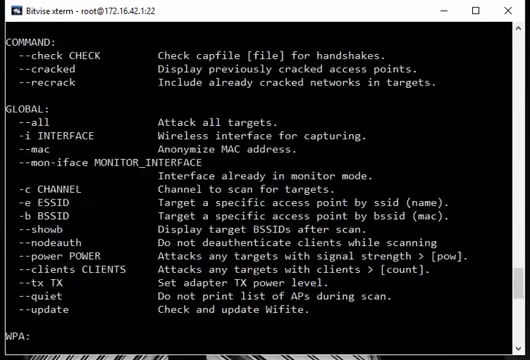 Bitvise xterm - root@172.16.42.1:22
COMMAND:
--check CHECK Check capfile [file] for handshakes.
--cracked Display previously cracked access points.
--recrack Include already cracked networks in targets.
GLOBAL:
--all Attack all targets.
-i INTERFACE Wireless interface for capturing.
--mac Anonymize MAC address.
--mon-iface MONITOR_INTERFACE
Interface already in monitor mode.
-c CHANNEL Channel to scan for targets.
-e ESSID Target a specific access point by ssid (name).
-b BSSID Target a specific access point by bssid (mac).
--showb Display target BSSIDs after scan.
--nodeauth Do not deauthenticate clients while scanning
--power POWER Attacks any targets with signal strength > [pow].
--clients CLIENTS Attacks any targets with clients > [count].
--tx TX Set adapter TX power level.
--quiet Do not print list of APs during scan.
--update Check and update Wifite.
WPA: